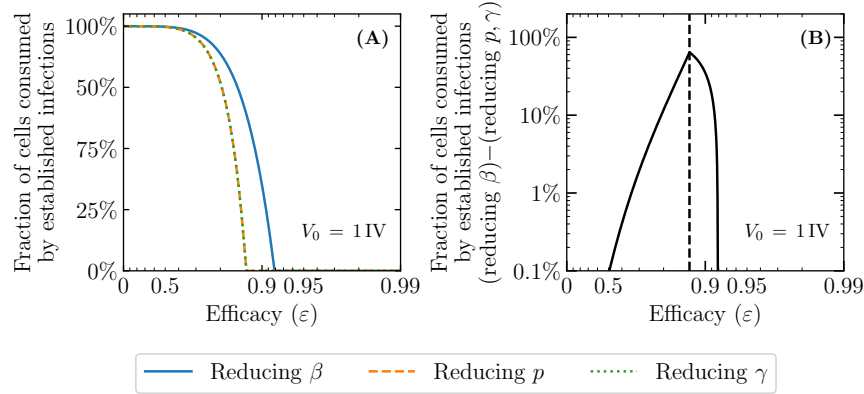 Fraction of cells consumed
by established infections
100%
50%
75%
25%
0%
(A)
V₀ = 1 IV
0
0.5
0.9
0.95
0.99
Efficacy (ε)
Fraction of cells consumed
by established infections
(reducing β)−(reducing p, γ)
100%
10%
1%
0.1%
(B)
V₀ = 1 IV
0
0.5
0.9
0.95
0.99
Efficacy (ε)
Reducing β
Reducing p
Reducing γ